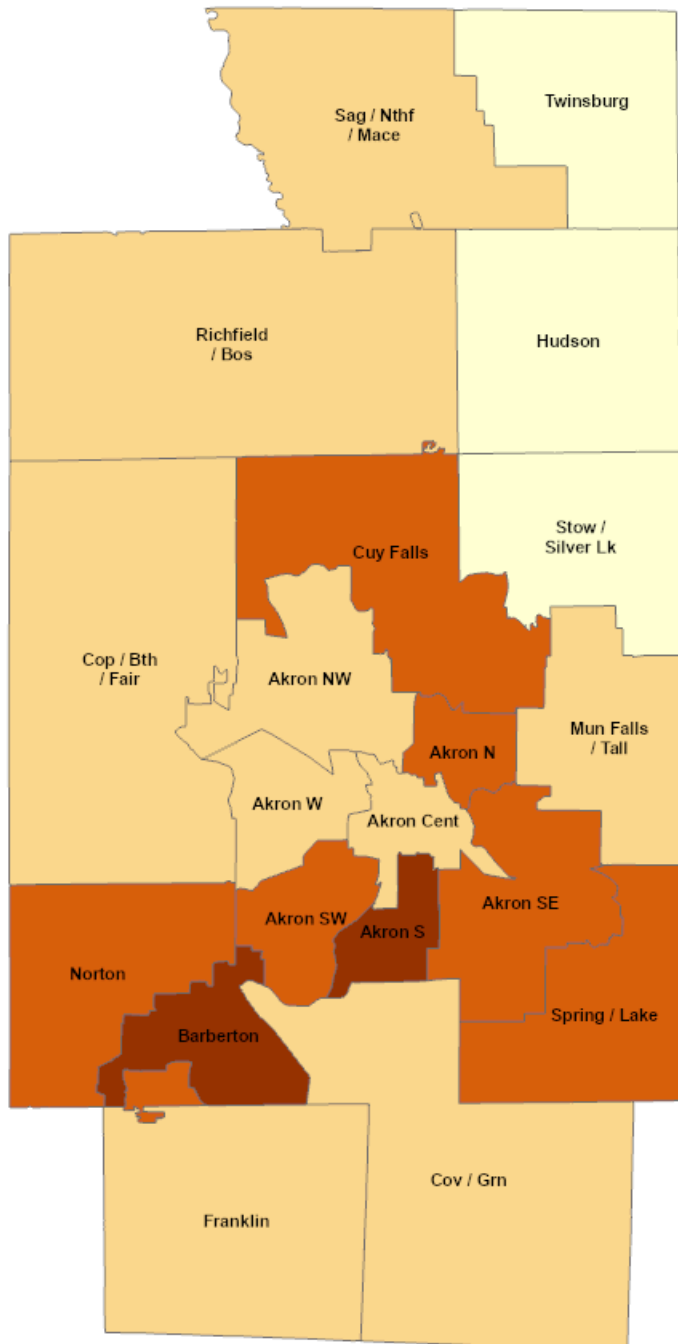 Twinsburg
Sag / Nthf
/ Mace
Richfield
/ Bos
Hudson
Stow /
Silver Lk
Cuy Falls
Cop / Bth
/ Fair
Akron NW
Mun Falls
/ Tall
Akron N
Akron W
Akron Cent
Akron SE
Akron SW
Akron S
Norton
Spring / Lake
Barberton
Cov / Grn
Franklin